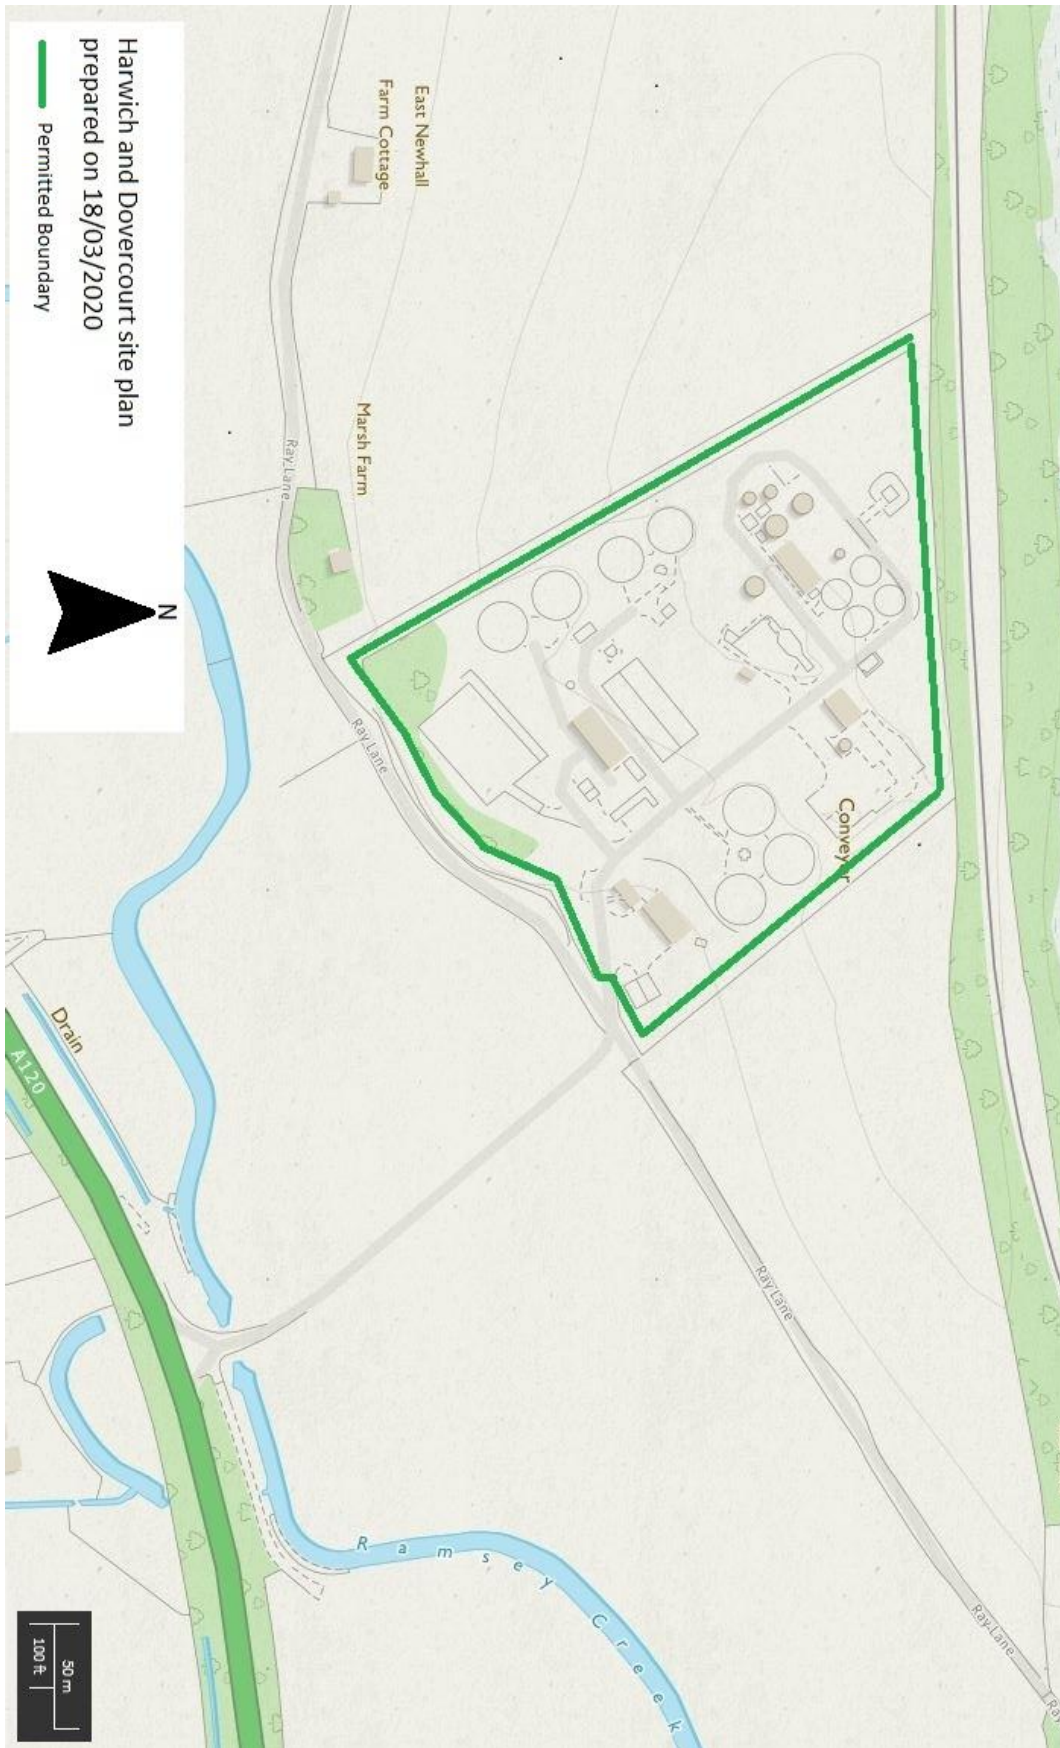 Harwich and Dovercourt site plan
prepared on 18/03/2020
Permitted Boundary
N
East Newhall
Farm Cottage
Marsh Farm
Ray Lane
Ray Lane
Conveyor
Drain
A120
Ray Lane
Ray Lane
Ray
Ramsey Creek
50 m
100 ft